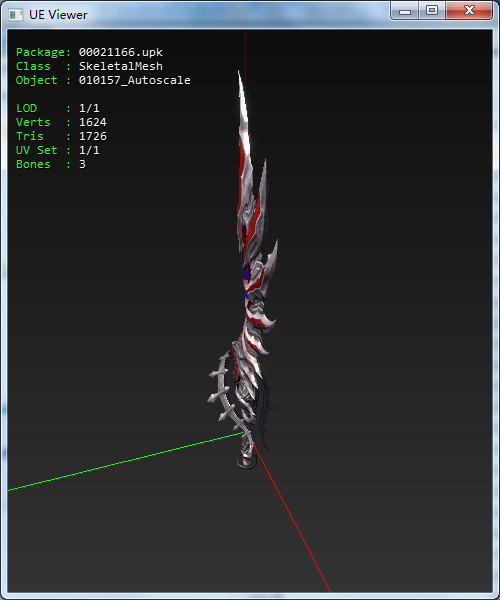 UE Viewer
Package: 00021166.upk
Class : SkeletalMesh
Object : 010157_Autoscale
LOD : 1/1
Verts : 1624
Tris : 1726
UV Set : 1/1
Bones : 3